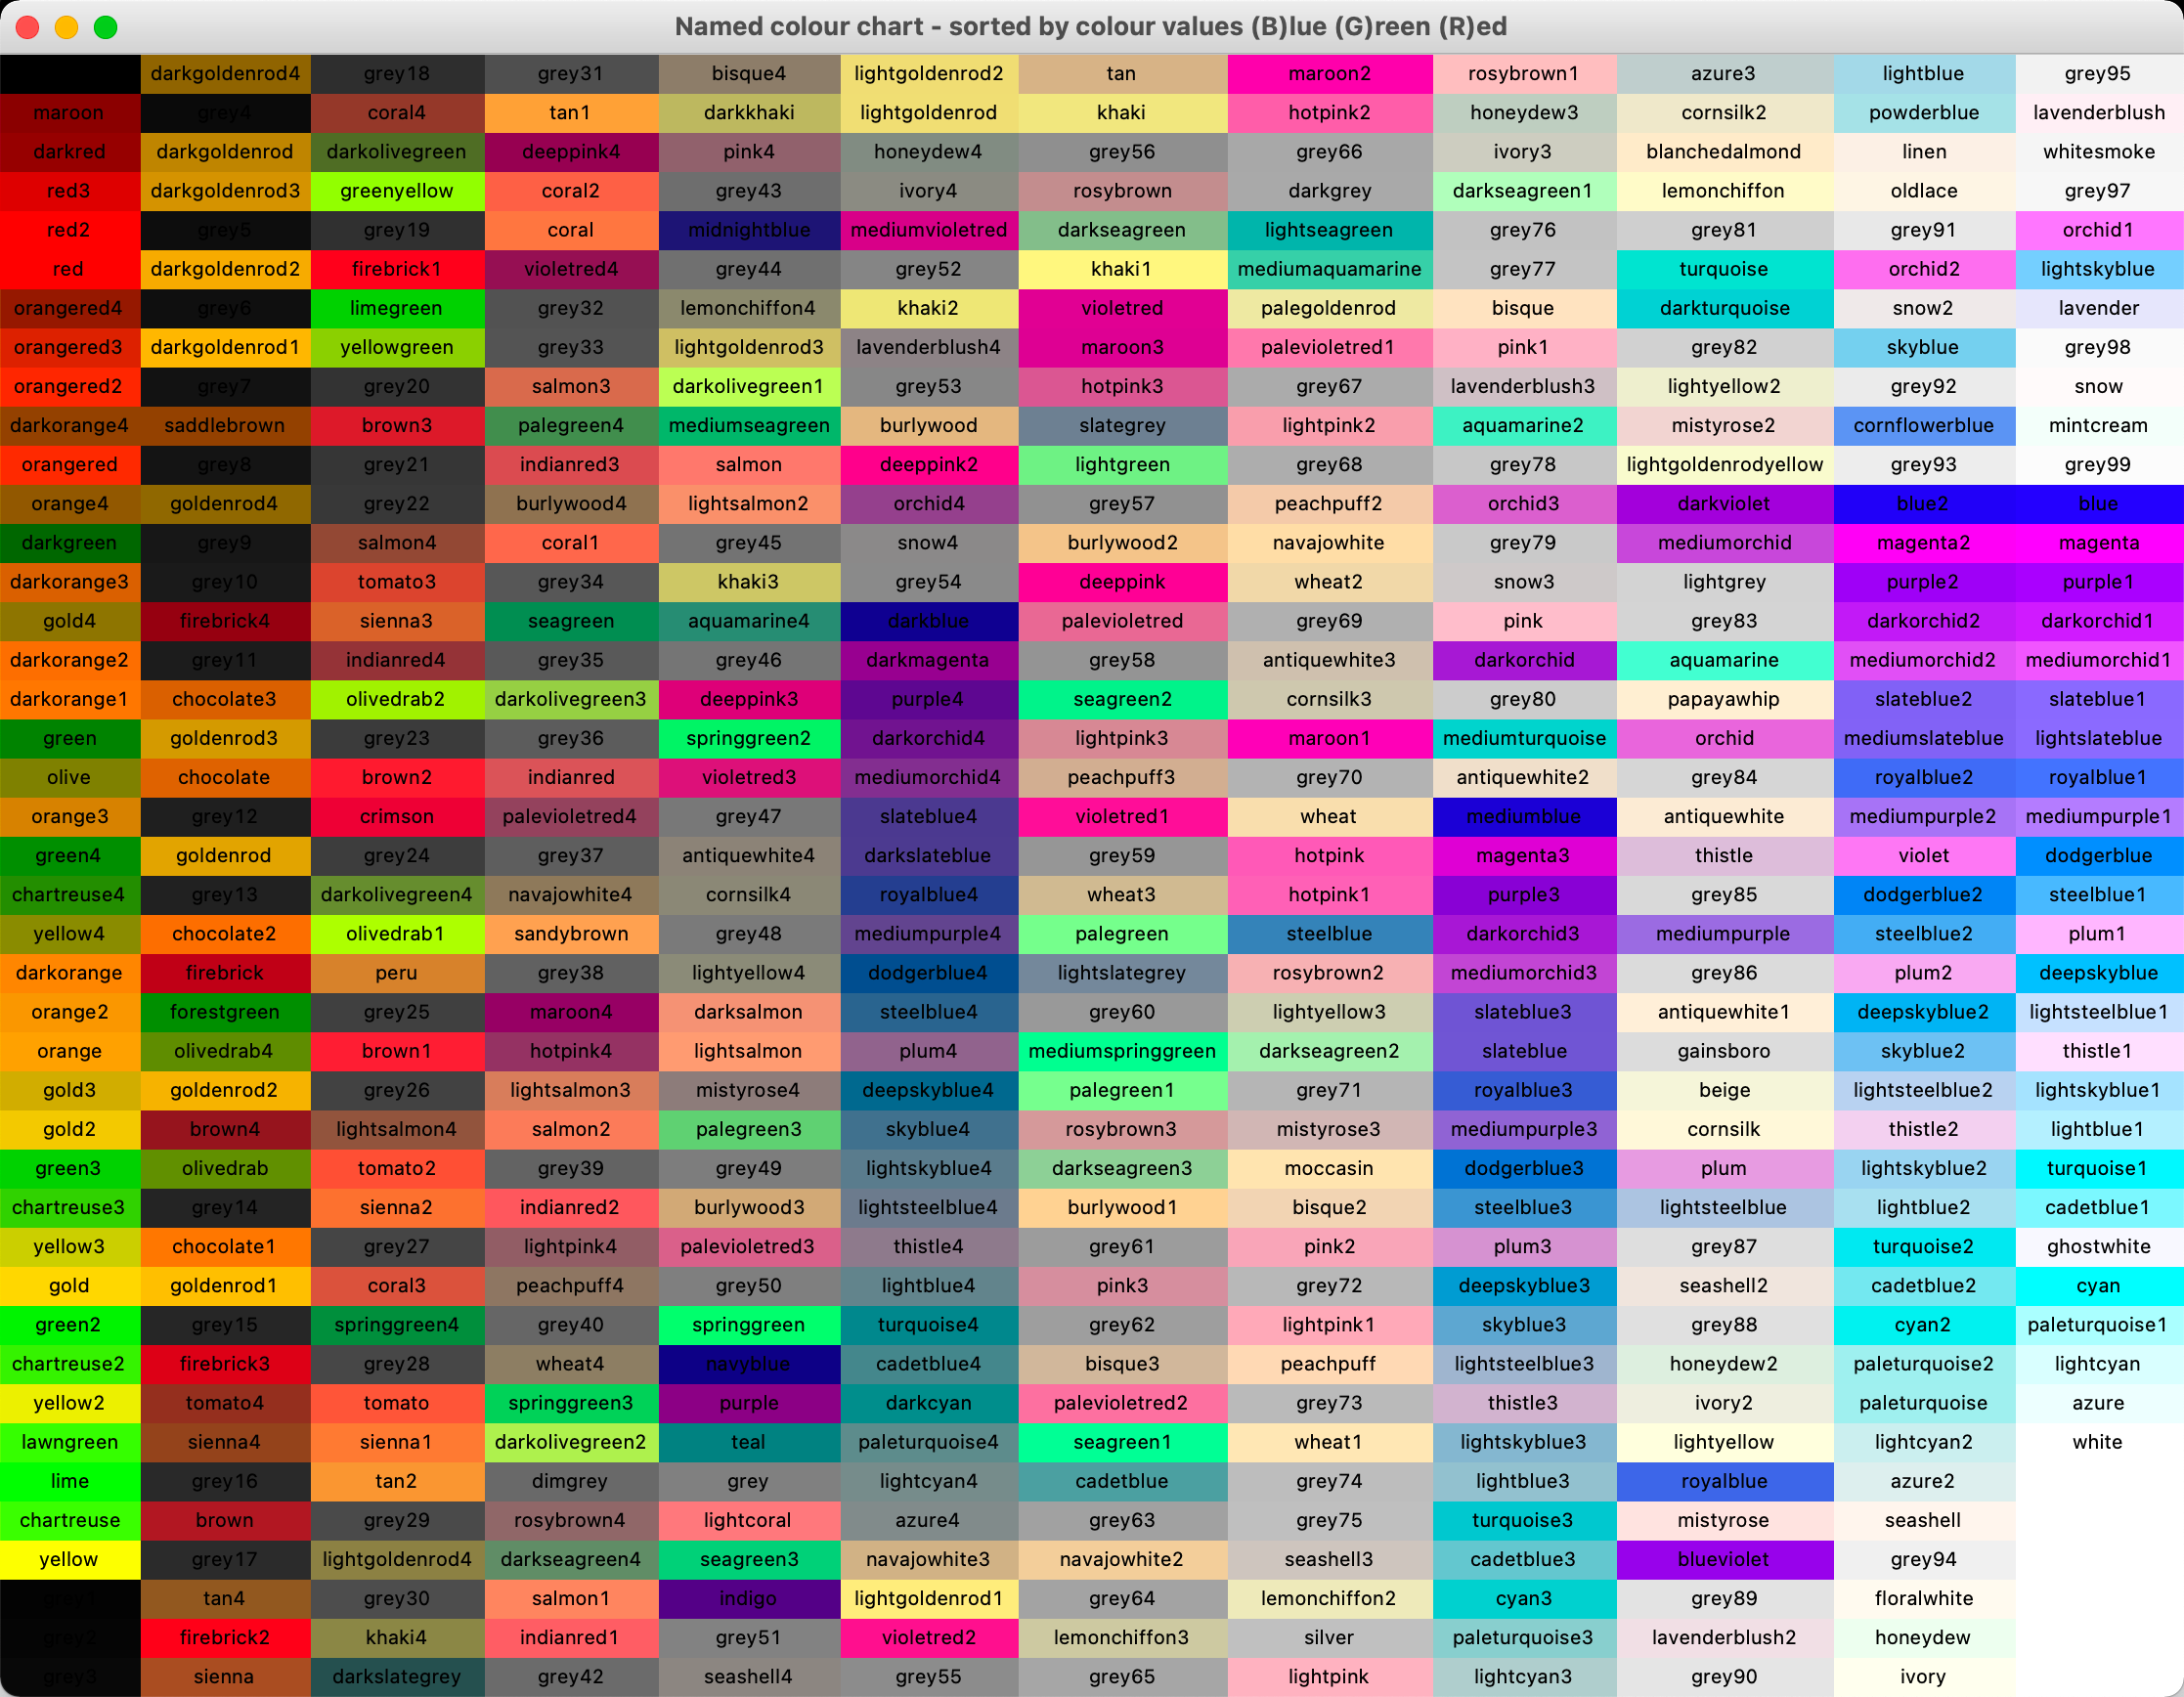 Named colour chart - sorted by colour values (B)lue (G)reen (R)ed
darkgoldenrod4 grey18 grey31 bisque4 lightgoldenrod2 tan maroon2 rosybrown1 azure3 lightblue grey95
maroon grey4 coral4 tan1 darkkhaki lightgoldenrod khaki hotpink2 honeydew3 cornsilk2 powderblue lavenderblush
darkred darkgoldenrod darkolivegreen deeppink4 pink4 honeydew4 grey56 grey66 ivory3 blanchedalmond linen whitesmoke
red3 darkgoldenrod3 greenyellow coral2 grey43 ivory4 rosybrown darkgrey darkseagreen1 lemonchiffon oldlace grey97
red2 grey5 grey19 coral midnightblue mediumvioletred darkseagreen lightseagreen grey76 grey81 grey91 orchid1
red darkgoldenrod2 firebrick1 violetred4 grey44 grey52 khaki1 mediumaquamarine grey77 turquoise orchid2 lightskyblue
orangered4 grey6 limegreen grey32 lemonchiffon4 khaki2 violetred palegoldenrod bisque darkturquoise snow2 lavender
orangered3 darkgoldenrod1 yellowgreen grey33 lightgoldenrod3 lavenderblush4 maroon3 palevioletred1 pink1 grey82 skyblue grey98
orangered2 grey7 grey20 salmon3 darkolivegreen1 grey53 hotpink3 grey67 lavenderblush3 lightyellow2 grey92 snow
darkorange4 saddlebrown brown3 palegreen4 mediumseagreen burlywood slategrey lightpink2 aquamarine2 mistyrose2 cornflowerblue mintcream
orangered grey8 grey21 indianred3 salmon deeppink2 lightgreen grey68 grey78 lightgoldenrodyellow grey93 grey99
orange4 goldenrod4 grey22 burlywood4 lightsalmon2 orchid4 grey57 peachpuff2 orchid3 darkviolet blue2 blue
darkgreen grey9 salmon4 coral1 grey45 snow4 burlywood2 navajowhite grey79 mediumorchid magenta2 magenta
darkorange3 grey10 tomato3 grey34 khaki3 grey54 deeppink wheat2 snow3 lightgrey purple2 purple1
gold4 firebrick4 sienna3 seagreen aquamarine4 darkblue palevioletred grey69 pink grey83 darkorchid2 darkorchid1
darkorange2 grey11 indianred4 grey35 grey46 darkmagenta grey58 antiquewhite3 darkorchid aquamarine mediumorchid2 mediumorchid1
darkorange1 chocolate3 olivedrab2 darkolivegreen3 deeppink3 purple4 seagreen2 cornsilk3 grey80 papayawhip slateblue2 slateblue1
green goldenrod3 grey23 grey36 springgreen2 darkorchid4 lightpink3 maroon1 mediumturquoise orchid mediumslateblue lightslateblue
olive chocolate brown2 indianred violetred3 mediumorchid4 peachpuff3 grey70 antiquewhite2 grey84 royalblue2 royalblue1
orange3 grey12 crimson palevioletred4 grey47 slateblue4 violetred1 wheat mediumblue antiquewhite mediumpurple2 mediumpurple1
green4 goldenrod grey24 grey37 antiquewhite4 darkslateblue grey59 hotpink magenta3 thistle violet dodgerblue
chartreuse4 grey13 darkolivegreen4 navajowhite4 cornsilk4 royalblue4 wheat3 hotpink1 purple3 grey85 dodgerblue2 steelblue1
yellow4 chocolate2 olivedrab1 sandybrown grey48 mediumpurple4 palegreen steelblue darkorchid3 mediumpurple steelblue2 plum1
darkorange firebrick peru grey38 lightyellow4 dodgerblue4 lightslategrey rosybrown2 mediumorchid3 grey86 plum2 deepskyblue
orange2 forestgreen grey25 maroon4 darksalmon steelblue4 grey60 lightyellow3 slateblue3 antiquewhite1 deepskyblue2 lightsteelblue1
orange olivedrab4 brown1 hotpink4 lightsalmon plum4 mediumspringgreen darkseagreen2 slateblue gainsboro skyblue2 thistle1
gold3 goldenrod2 grey26 lightsalmon3 mistyrose4 deepskyblue4 palegreen1 grey71 royalblue3 beige lightsteelblue2 lightskyblue1
gold2 brown4 lightsalmon4 salmon2 palegreen3 skyblue4 rosybrown3 mistyrose3 mediumpurple3 cornsilk thistle2 lightblue1
green3 olivedrab tomato2 grey39 grey49 lightskyblue4 darkseagreen3 moccasin dodgerblue3 plum lightskyblue2 turquoise1
chartreuse3 grey14 sienna2 indianred2 burlywood3 lightsteelblue4 burlywood1 bisque2 steelblue3 lightsteelblue lightblue2 cadetblue1
yellow3 chocolate1 grey27 lightpink4 palevioletred3 thistle4 grey61 pink2 plum3 grey87 turquoise2 ghostwhite
gold goldenrod1 coral3 peachpuff4 grey50 lightblue4 pink3 grey72 deepskyblue3 seashell2 cadetblue2 cyan
green2 grey15 springgreen4 grey40 springgreen turquoise4 grey62 lightpink1 skyblue3 grey88 cyan2 paleturquoise1
chartreuse2 firebrick3 grey28 wheat4 navyblue cadetblue4 bisque3 peachpuff lightsteelblue3 honeydew2 paleturquoise2 lightcyan
yellow2 tomato4 tomato springgreen3 purple darkcyan palevioletred2 grey73 thistle3 ivory2 paleturquoise azure
lawngreen sienna4 sienna1 darkolivegreen2 teal paleturquoise4 seagreen1 wheat1 lightskyblue3 lightyellow lightcyan2 white
lime grey16 tan2 dimgrey grey lightcyan4 cadetblue grey74 lightblue3 royalblue azure2
chartreuse brown grey29 rosybrown4 lightcoral azure4 grey63 grey75 turquoise3 mistyrose seashell
yellow grey17 lightgoldenrod4 darkseagreen4 seagreen3 navajowhite3 navajowhite2 seashell3 cadetblue3 blueviolet grey94
tan4 grey30 salmon1 indigo lightgoldenrod1 grey64 lemonchiffon2 cyan3 grey89 floralwhite
grey2 firebrick2 khaki4 indianred1 grey51 violetred2 lemonchiffon3 silver paleturquoise3 lavenderblush2 honeydew
grey3 sienna darkslategrey grey42 seashell4 grey55 grey65 lightpink lightcyan3 grey90 ivory